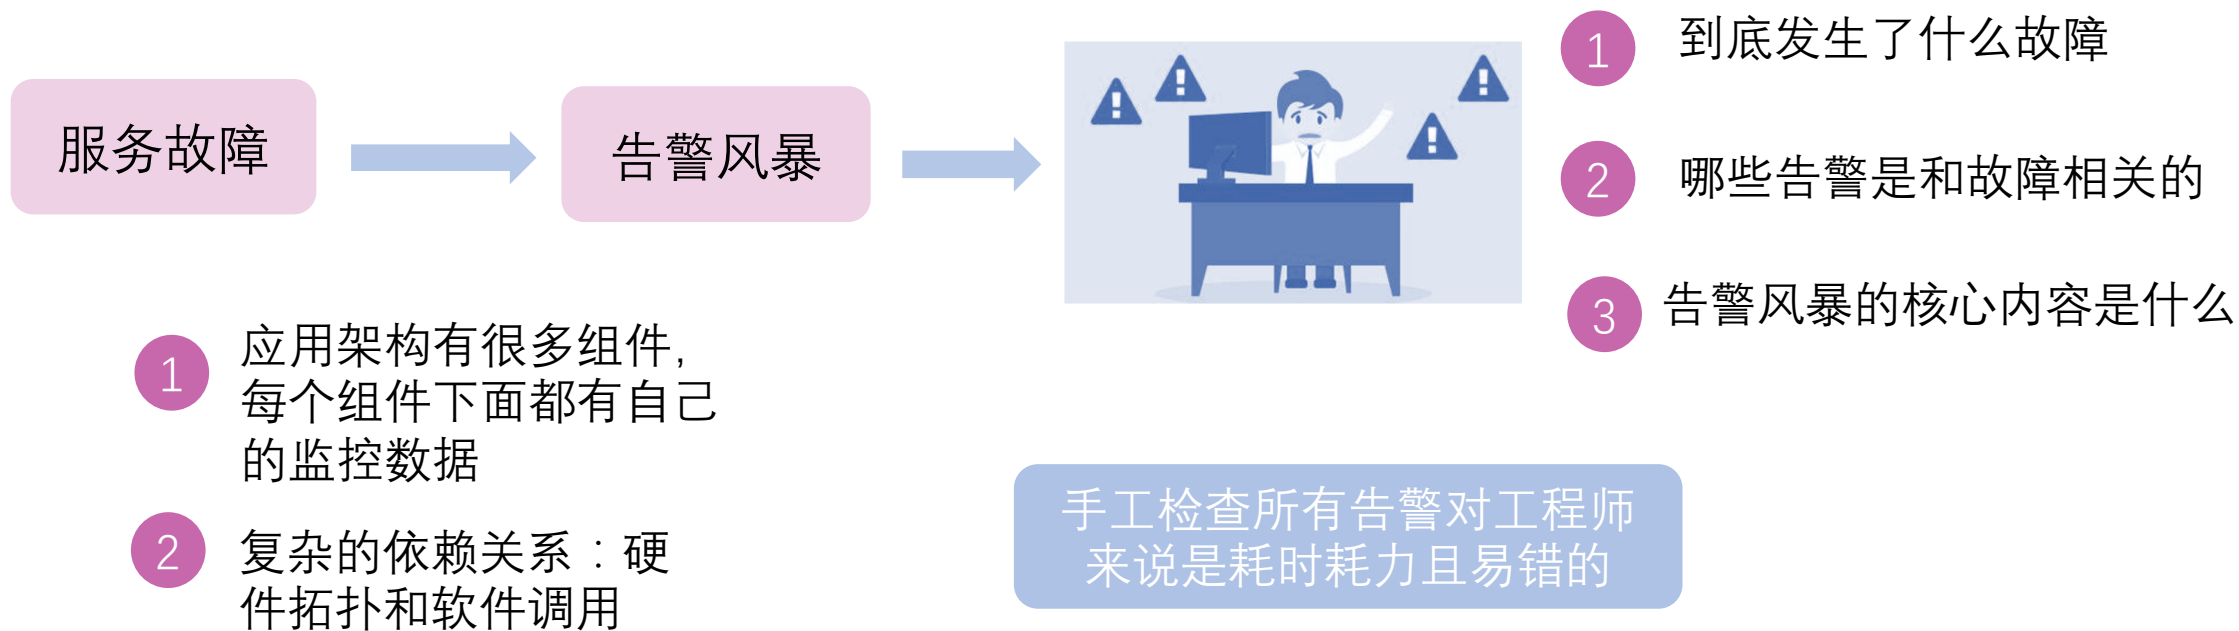 服务故障
告警风暴
1
应用架构有很多组件,
每个组件下面都有自己
的监控数据
2
复杂的依赖关系：硬
件拓扑和软件调用
1
到底发生了什么故障
2
哪些告警是和故障相关的
3
告警风暴的核心内容是什么
手工检查所有告警对工程师
来说是耗时耗力且易错的